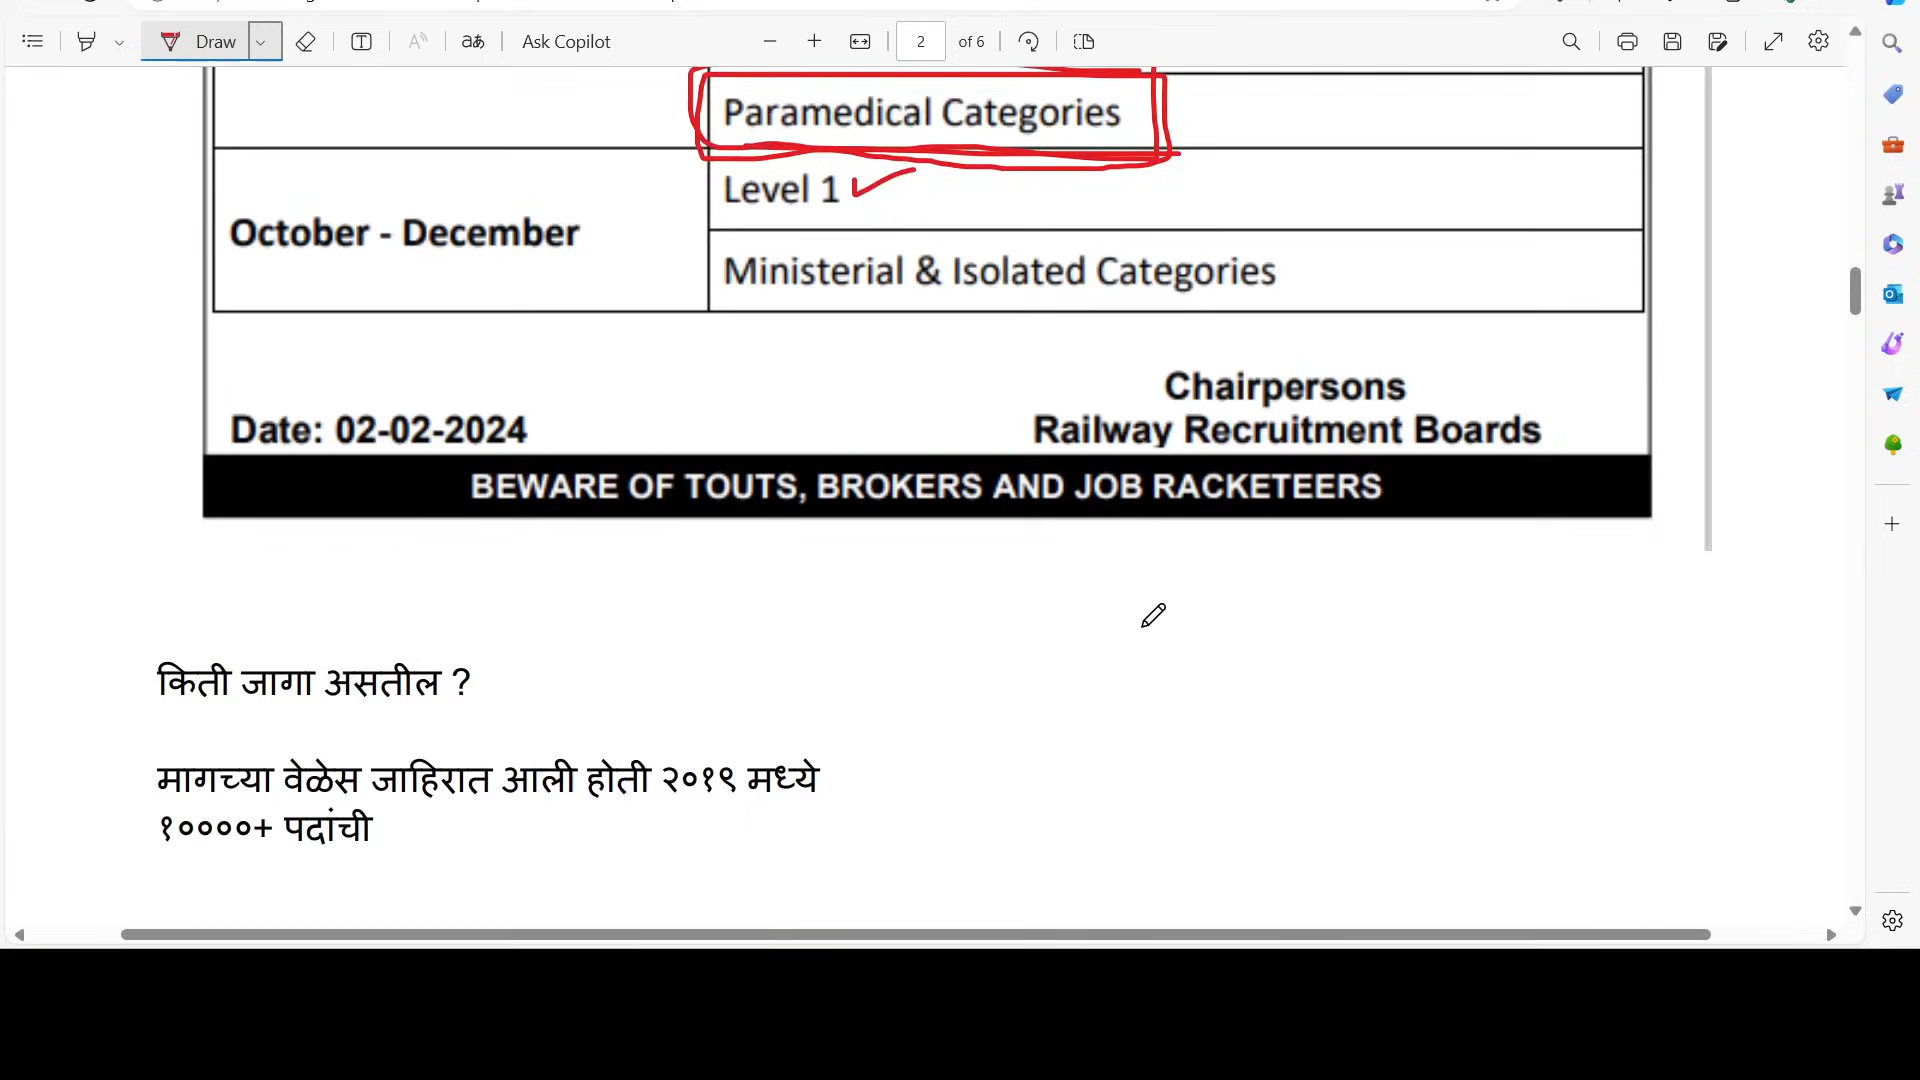 Draw
Ask Copilot
2 of 6
Paramedical Categories
Level 1
October - December
Ministerial & Isolated Categories
Chairpersons
Date: 02-02-2024 Railway Recruitment Boards
BEWARE OF TOUTS, BROKERS AND JOB RACKETEERS
किती जागा असतील ?
मागच्या वेळेस जाहिरात आली होती २०१९ मध्ये
१००००+ पदांची